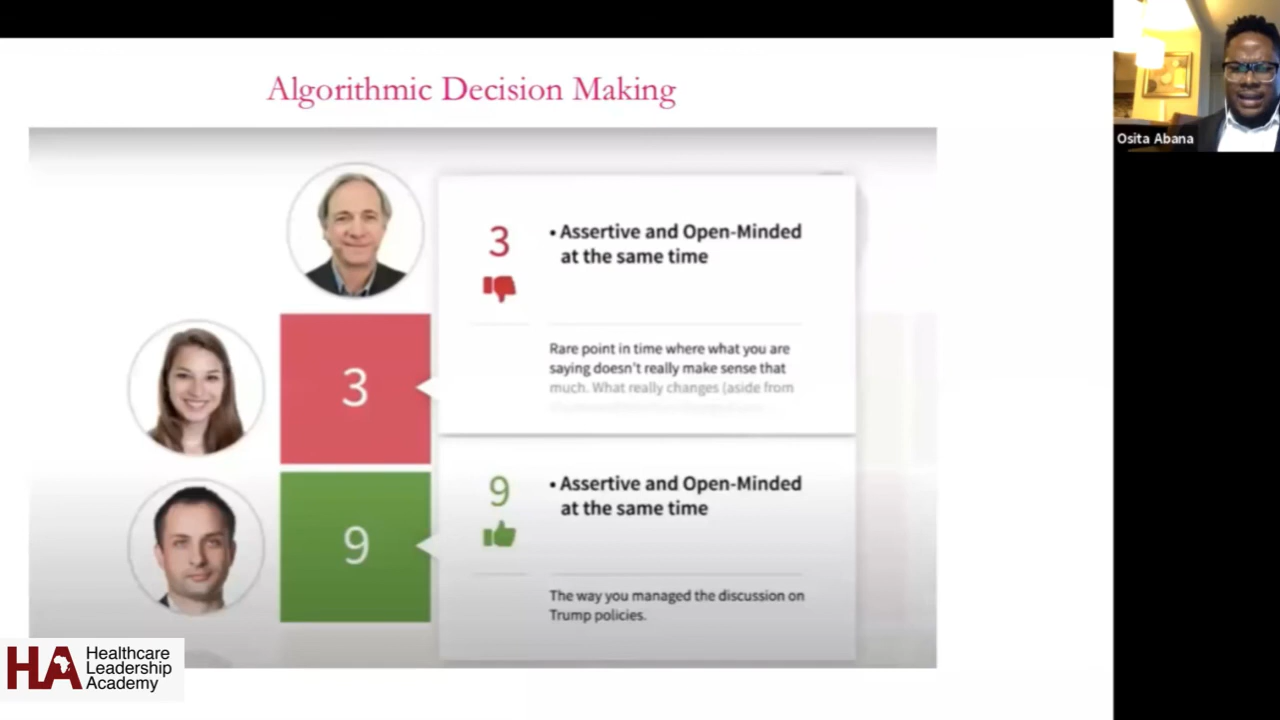 Algorithmic Decision Making
Osita Abana
3
• Assertive and Open-Minded
at the same time
Rare point in time where what you are
saying doesn't really make sense that
much. What really changes (aside from
3
9
• Assertive and Open-Minded
at the same time
The way you managed the discussion on
Trump policies.
9
HA
Healthcare
Leadership
Academy